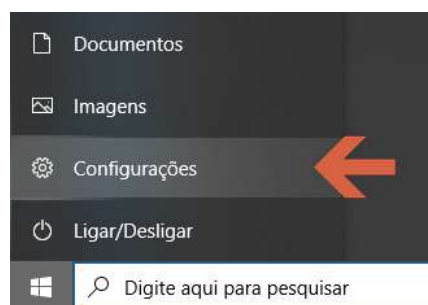 Documentos
Imagens
Configurações
Ligar/Desligar
Digite aqui para pesquisar